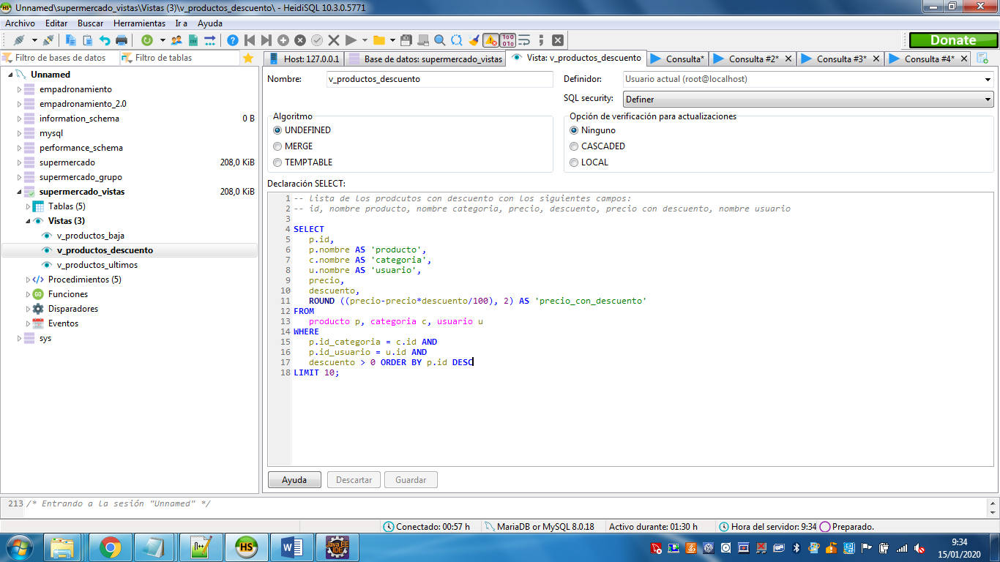 Unnamed\supermercado_vistas\Vistas (3)\v_productos_descuento\ - HeidiSQL 10.3.0.5771
Archivo Editar Buscar Herramientas Ir a Ayuda
Donate
Filtro de bases de datos
Filtro de tablas
Host: 127.0.0.1
Base de datos: supermercado_vistas
Vista: v_productos_descuento
Consulta*
Consulta #2*
Consulta #3*
Consulta #4*
Unnamed
empadronamiento
empadronamiento_2.0
information_schema 0 B
mysql
performance_schema
supermercado 208,0 KiB
supermercado_grupo
supermercado_vistas 208,0 KiB
Tablas (5)
Vistas (3)
v_productos_baja
v_productos_descuento
v_productos_ultimos
Procedimientos (5)
Funciones
Disparadores
Eventos
sys
Nombre: v_productos_descuento
Definidor: Usuario actual (root@localhost)
SQL security: Definer
Algoritmo
UNDEFINED
MERGE
TEMPTABLE
Opción de verificación para actualizaciones
Ninguno
CASCADED
LOCAL
Declaración SELECT:
1 -- lista de los prodcutos con descuento con los siguientes campos:
2 -- id, nombre producto, nombre categoria, precio, descuento, precio con descuento, nombre usuario
3
4 SELECT
5 p.id,
6 p.nombre AS 'producto',
7 c.nombre AS 'categoria',
8 u.nombre AS 'usuario',
9 precio,
10 descuento,
11 ROUND ((precio-precio*descuento/100), 2) AS 'precio_con_descuento'
12 FROM
13 producto p, categoria c, usuario u
14 WHERE
15 p.id_categoria = c.id AND
16 p.id_usuario = u.id AND
17 descuento > 0 ORDER BY p.id DESC
18 LIMIT 10;
Ayuda Descartar Guardar
213 /* Entrando a la sesión "Unnamed" */
Conectado: 00:57 h
MariaDB or MySQL 8.0.18
Activo durante: 01:30 h
Hora del servidor: 9:34
Preparado.
9:34
15/01/2020